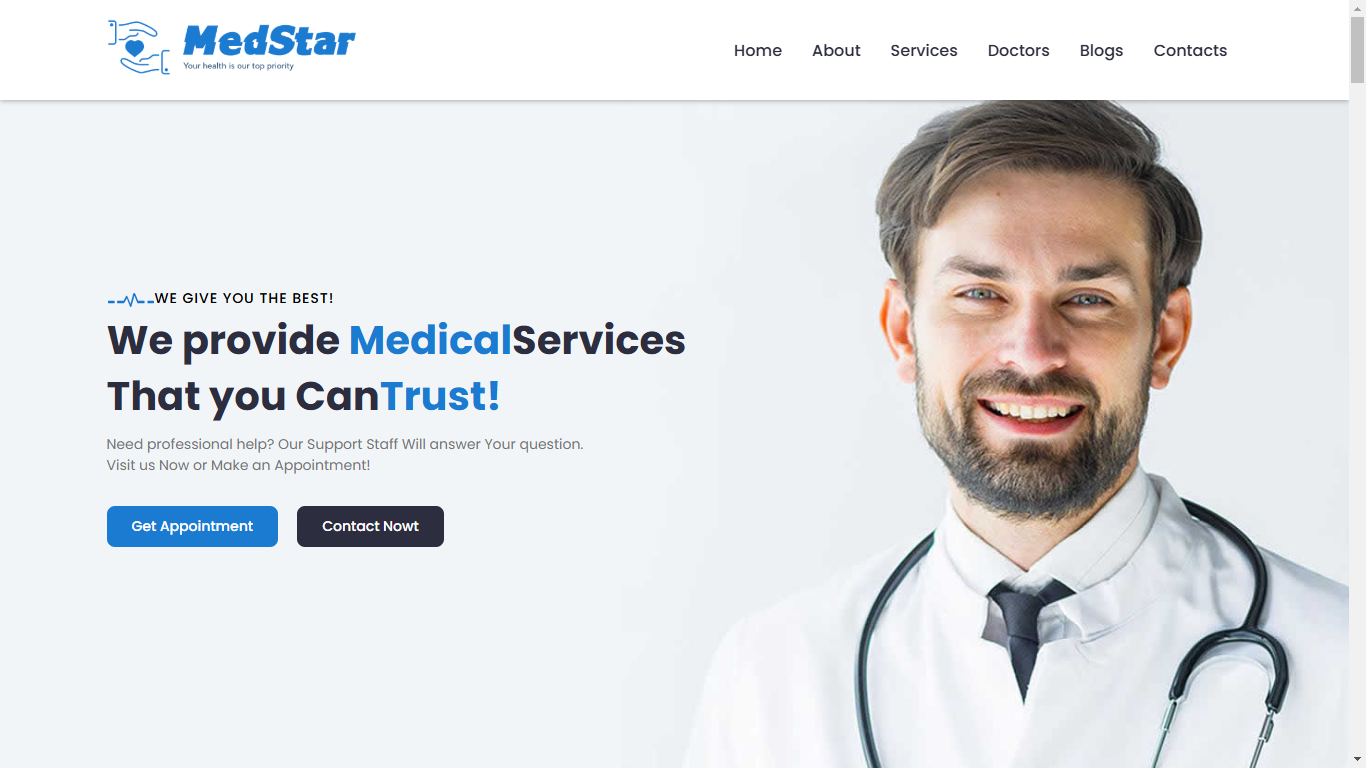 MedStar
Your health is our top priority
Home About Services Doctors Blogs Contacts
WE GIVE YOU THE BEST!
We provide MedicalServices
That you CanTrust!
Need professional help? Our Support Staff Will answer Your question.
Visit us Now or Make an Appointment!
Get Appointment Contact Nowt